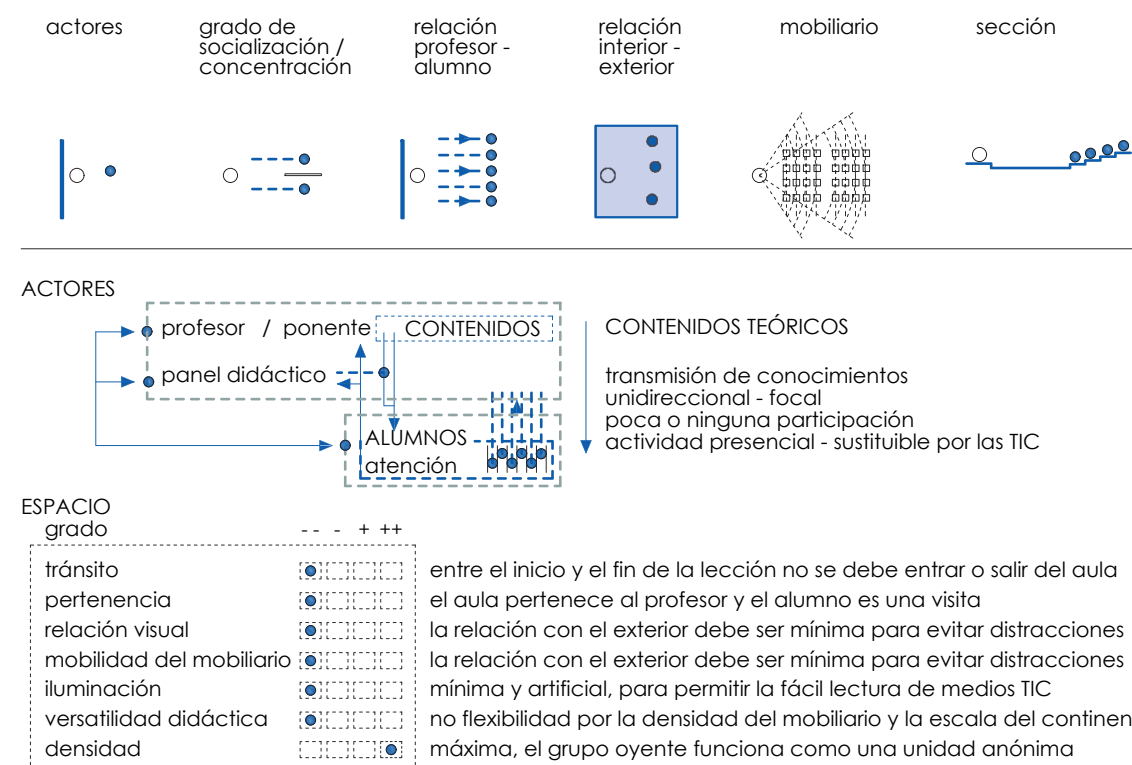 actores
grado de
socialización /
concentración
relación
profesor -
alumno
relación
interior -
exterior
mobiliario
sección
ACTORES
profesor / ponente
CONTENIDOS
panel didáctico
ALUMNOS
atención
CONTENIDOS TEÓRICOS
transmisión de conocimientos
unidireccional - focal
poca o ninguna participación
actividad presencial - sustituible por las TIC
ESPACIO
grado -- - + ++
tránsito entre el inicio y el fin de la lección no se debe entrar o salir del aula
pertenencia el aula pertenece al profesor y el alumno es una visita
relación visual la relación con el exterior debe ser mínima para evitar distracciones
mobilidad del mobiliario la relación con el exterior debe ser mínima para evitar distracciones
iluminación mínima y artificial, para permitir la fácil lectura de medios TIC
versatilidad didáctica no flexibilidad por la densidad del mobiliario y la escala del continen
densidad máxima, el grupo oyente funciona como una unidad anónima